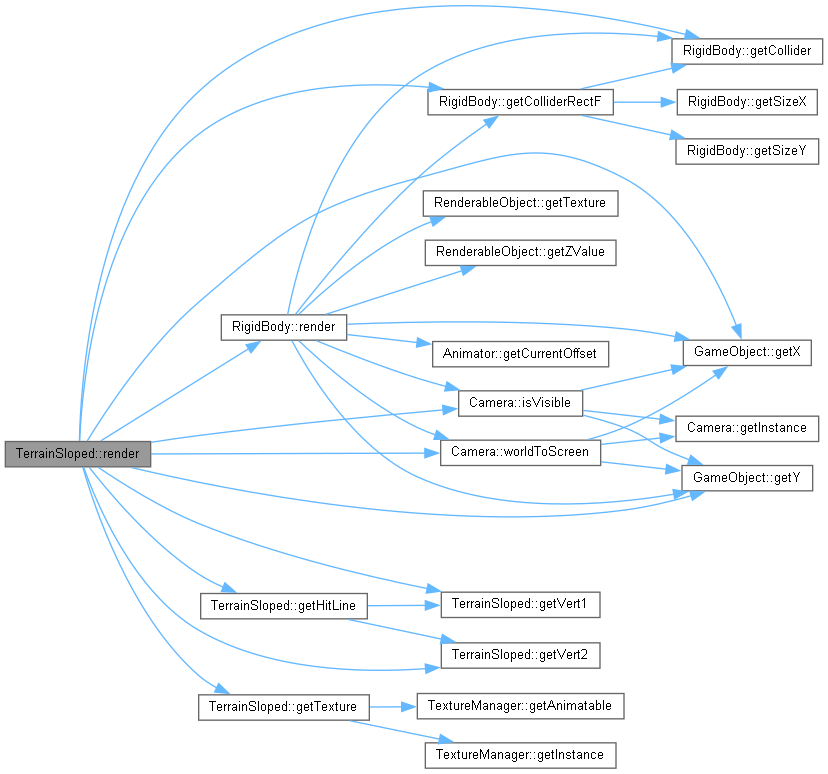 RigidBody::getCollider
RigidBody::getColliderRectF
RigidBody::getSizeX
RigidBody::getSizeY
RenderableObject::getTexture
RenderableObject::getZValue
RigidBody::render
Animator::getCurrentOffset
GameObject::getX
Camera::isVisible
Camera::getInstance
TerrainSloped::render
Camera::worldToScreen
GameObject::getY
TerrainSloped::getHitLine
TerrainSloped::getVert1
TerrainSloped::getVert2
TerrainSloped::getTexture
TextureManager::getAnimatable
TextureManager::getInstance